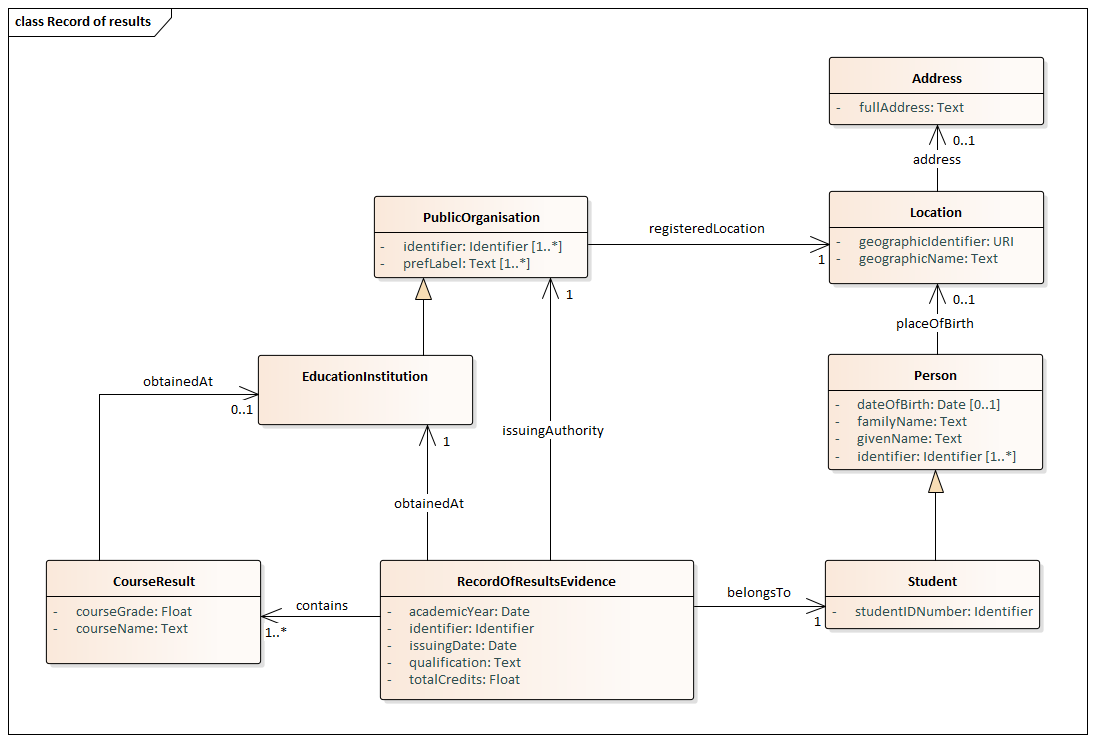 class Record of results
Address
- fullAddress: Text
0..1
address
PublicOrganisation
- identifier: Identifier [1..*]
- prefLabel: Text [1..*]
registeredLocation
1
Location
- geographicIdentifier: URI
- geographicName: Text
1
0..1
placeOfBirth
EducationInstitution
obtainedAt
0..1
Person
- dateOfBirth: Date [0..1]
- familyName: Text
- givenName: Text
- identifier: Identifier [1..*]
issuingAuthority
1
obtainedAt
CourseResult
- courseGrade: Float
- courseName: Text
contains
1..*
RecordOfResultsEvidence
- academicYear: Date
- identifier: Identifier
- issuingDate: Date
- qualification: Text
- totalCredits: Float
belongsTo
1
Student
- studentIDNumber: Identifier